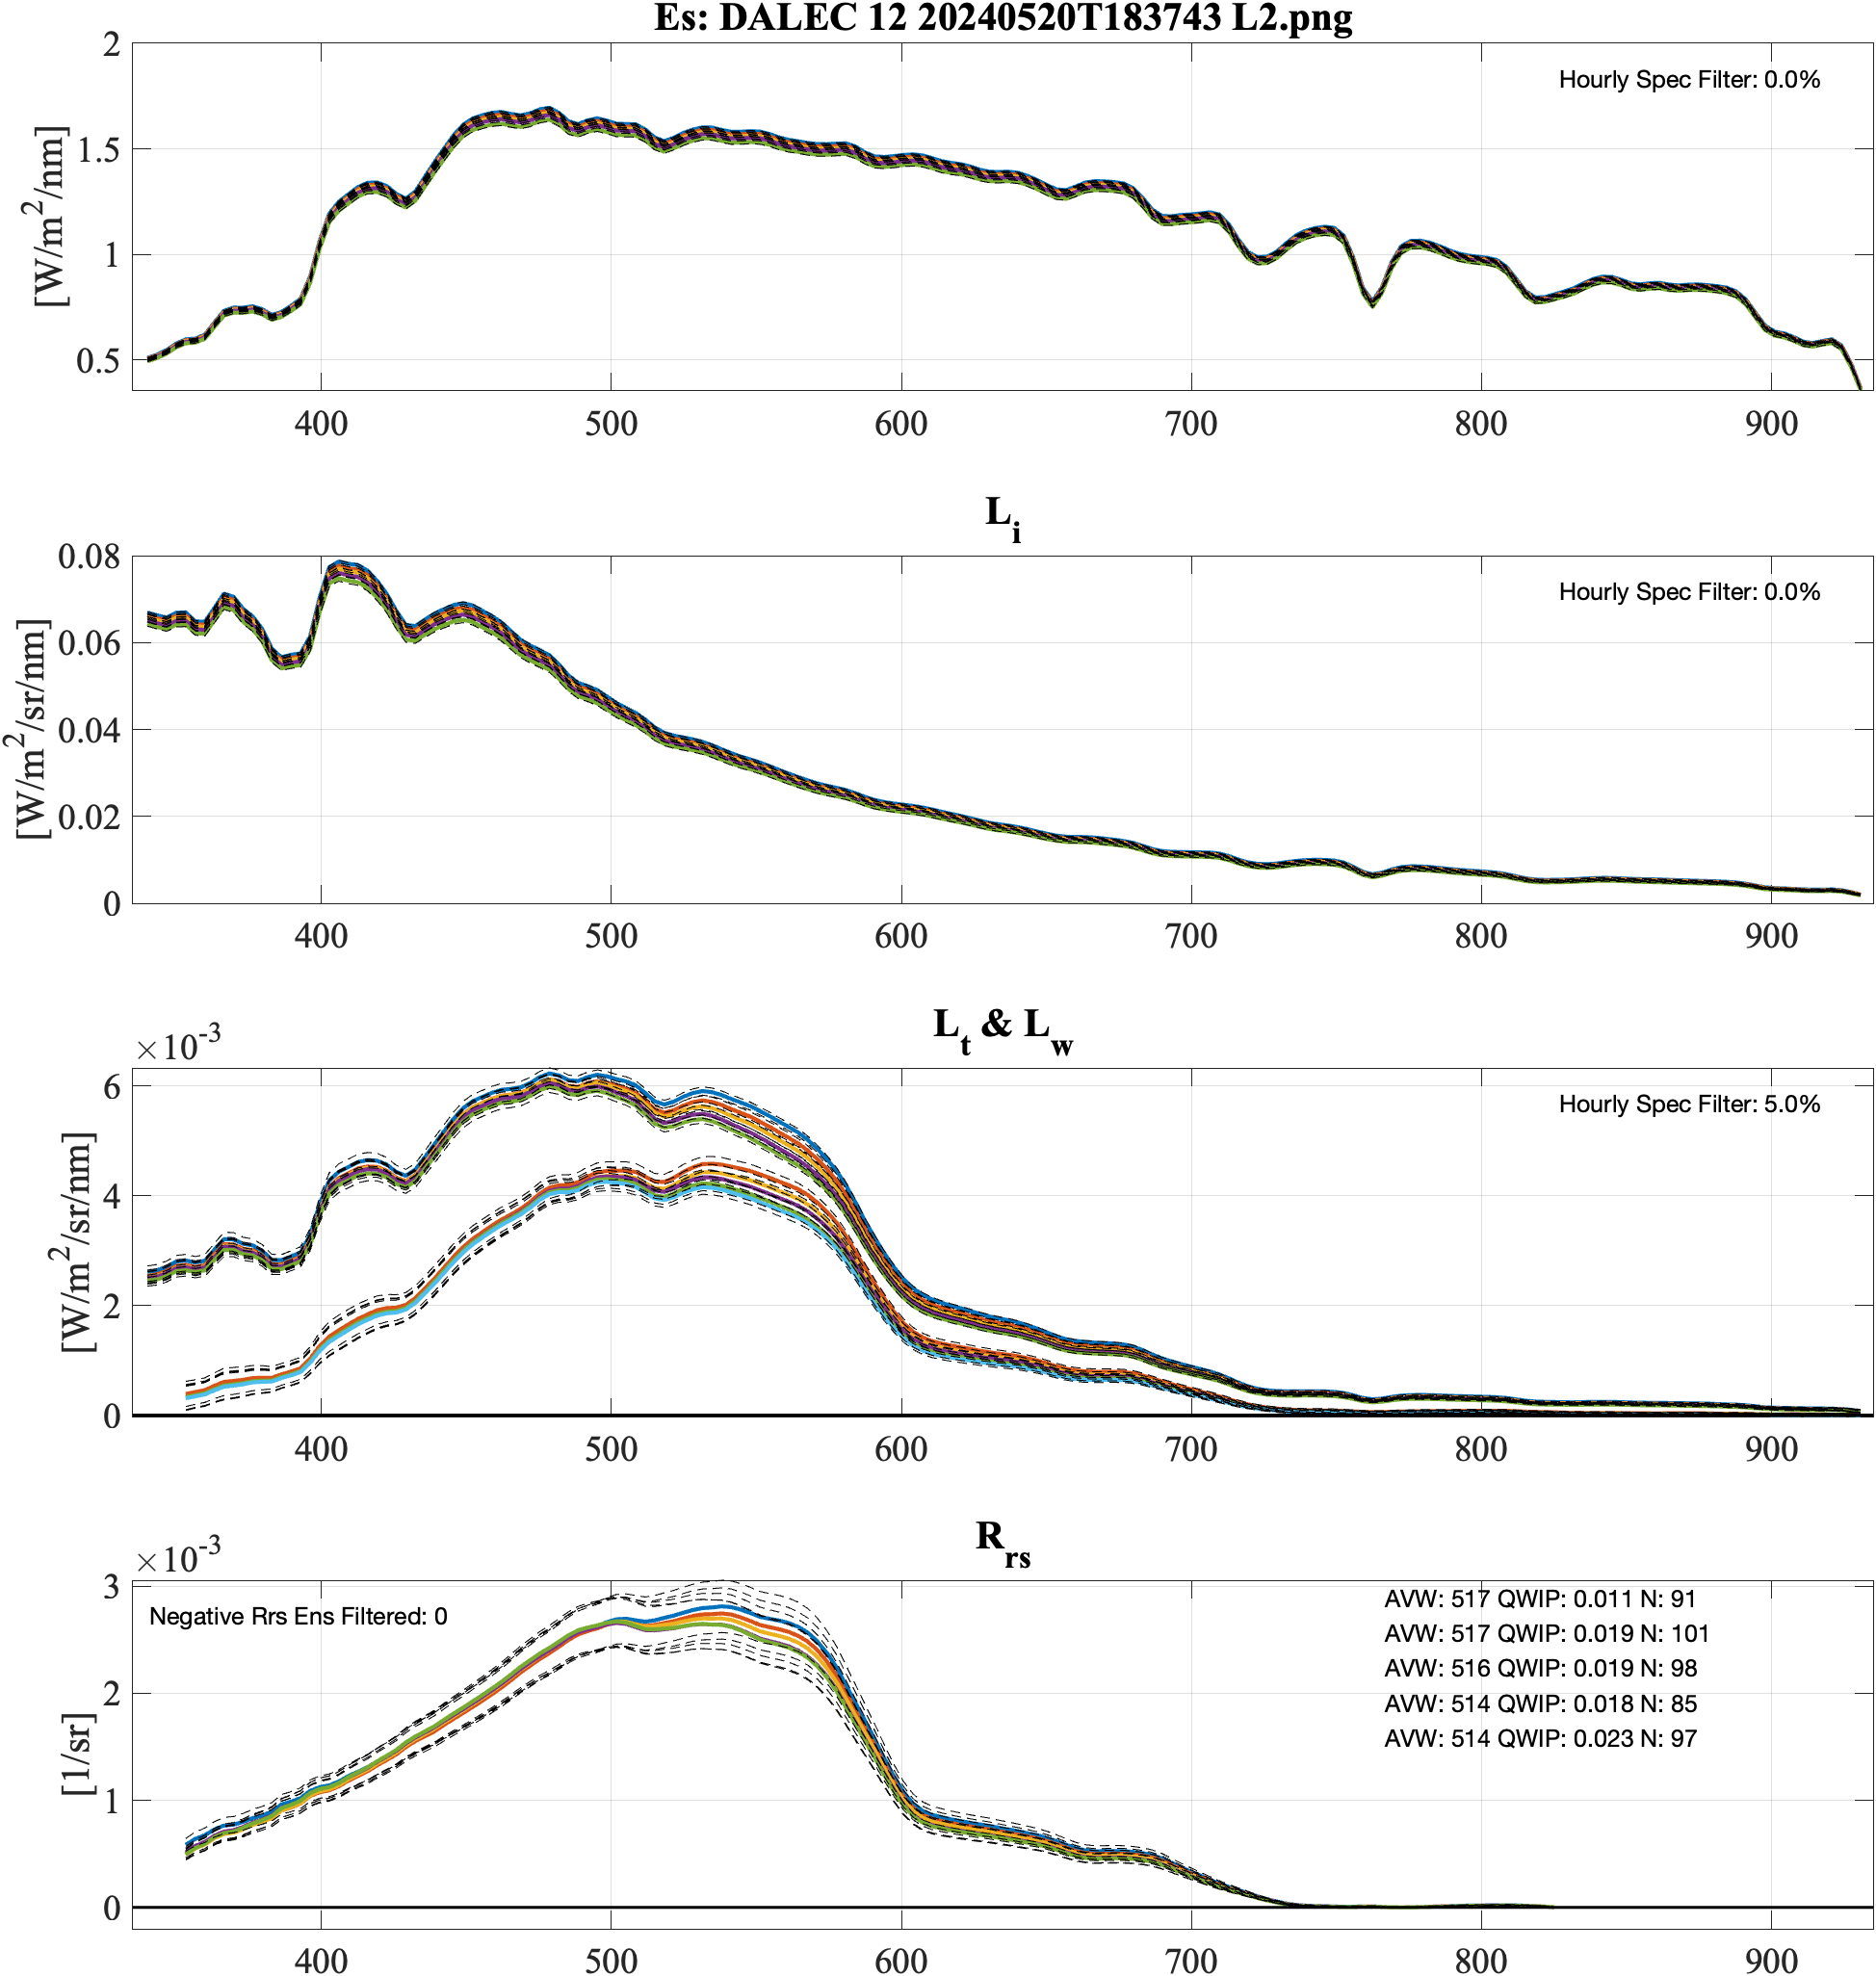 Es: DALEC 12 20240520T183743 L2.png
2
1.5
1
0.5
[W/m2/nm]
Hourly Spec Filter: 0.0%
400 500 600 700 800 900
Li
0.08
0.06
0.04
0.02
0
[W/m2/sr/nm]
Hourly Spec Filter: 0.0%
400 500 600 700 800 900
Lt & Lw
×10-3
6
4
2
0
[W/m2/sr/nm]
Hourly Spec Filter: 5.0%
400 500 600 700 800 900
Rrs
×10-3
3
2
1
0
[1/sr]
Negative Rrs Ens Filtered: 0
AVW: 517 QWIP: 0.011 N: 91
AVW: 517 QWIP: 0.019 N: 101
AVW: 516 QWIP: 0.019 N: 98
AVW: 514 QWIP: 0.018 N: 85
AVW: 514 QWIP: 0.023 N: 97
400 500 600 700 800 900